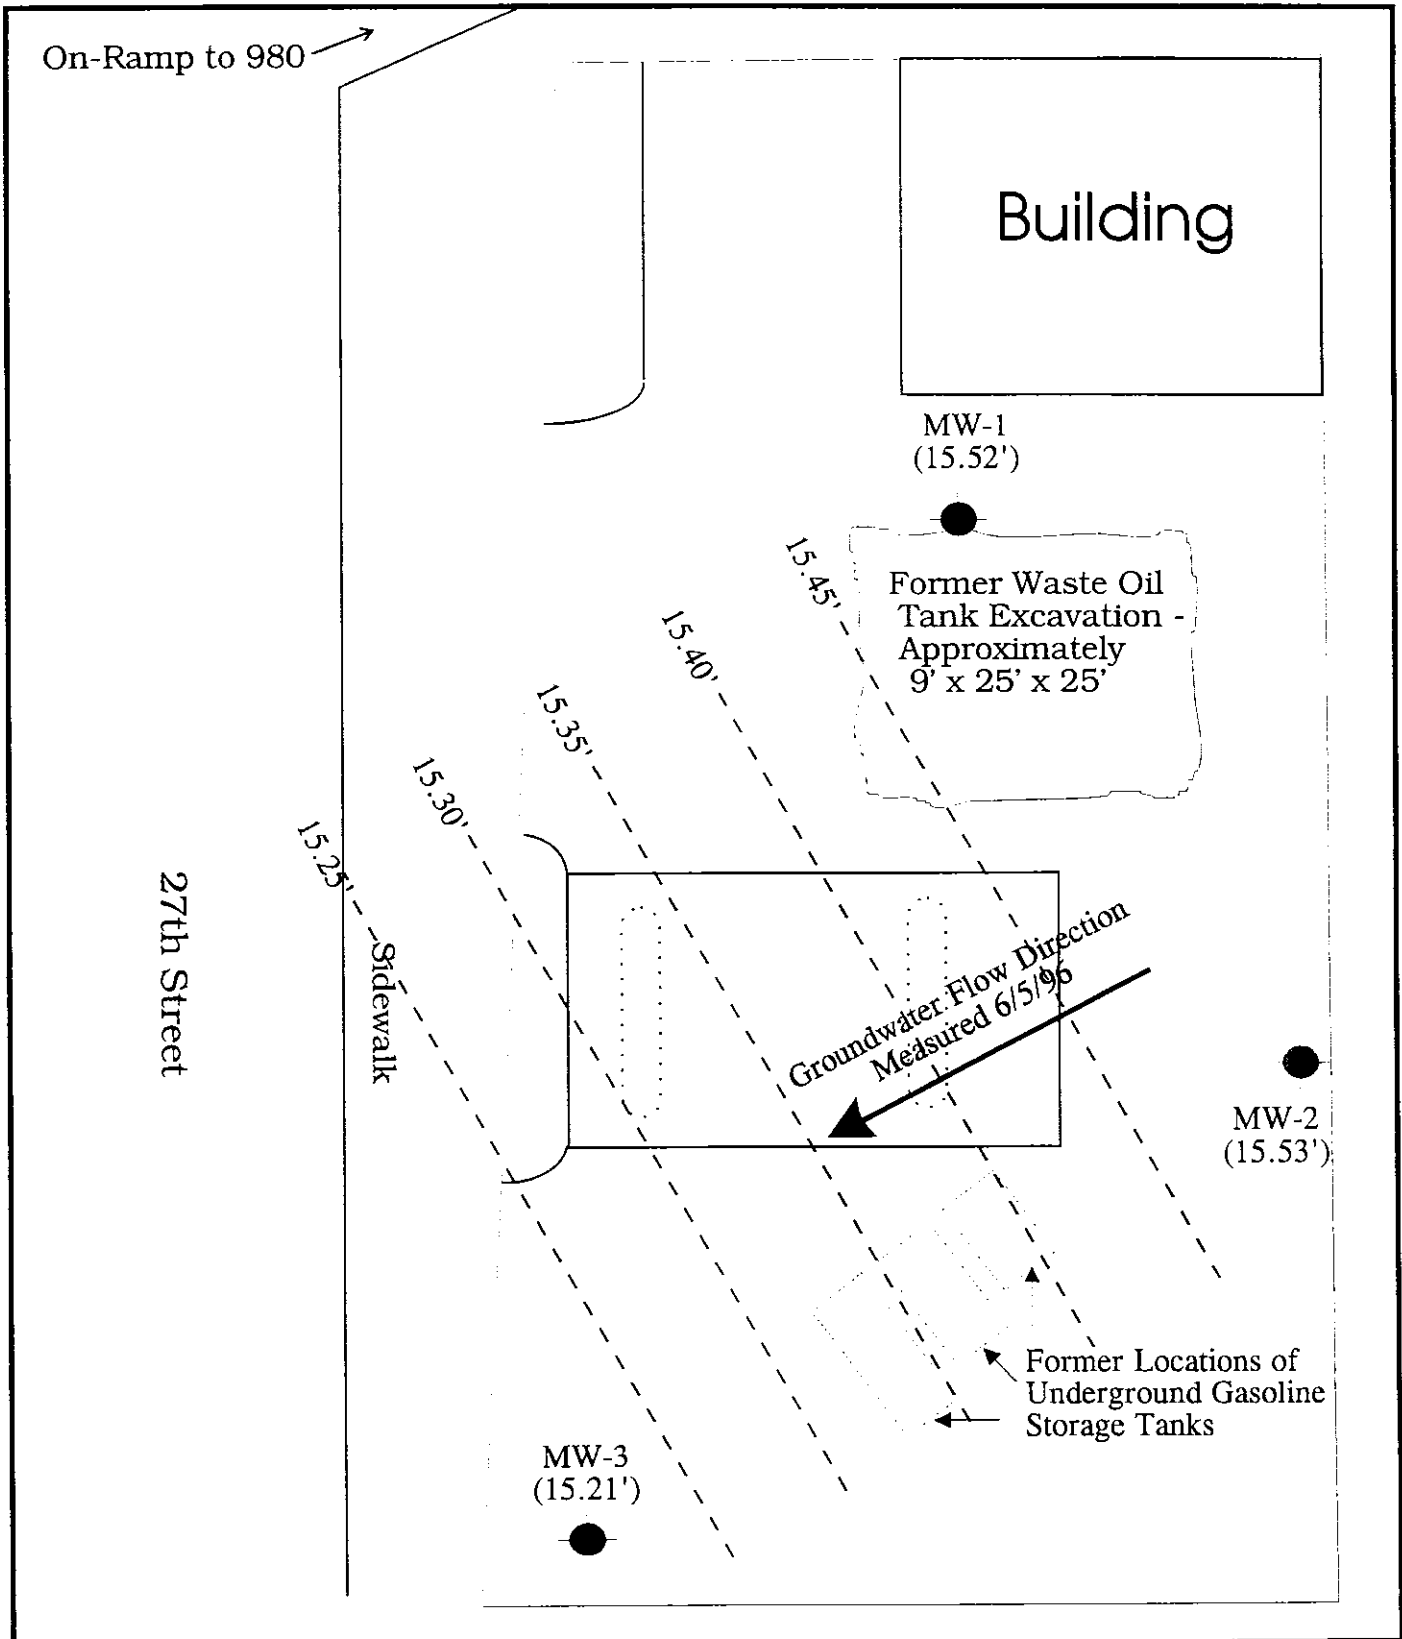 On-Ramp to 980
Building
MW-1
(15.52')
15.45'
Former Waste Oil
Tank Excavation -
Approximately
9' x 25' x 25'
15.40'
15.35'
15.30'
15.25'
27th Street
Sidewalk
Groundwater Flow Direction
Measured 6/5/96
MW-2
(15.53')
Former Locations of
Underground Gasoline
Storage Tanks
MW-3
(15.21')